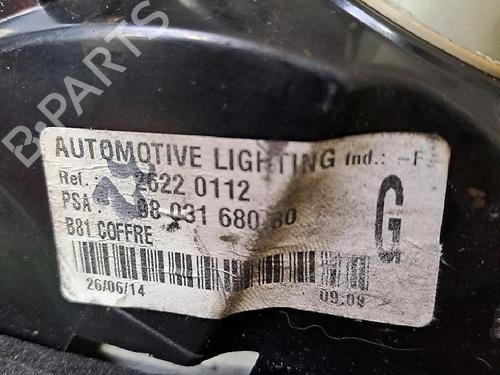 B-PARTS
AUTOMOTIVE LIGHTING Ind.: -F-
Ref. 2622 0112
PSA : 98 031 680 80
B81 COFFRE
G
26/06/14 09.09